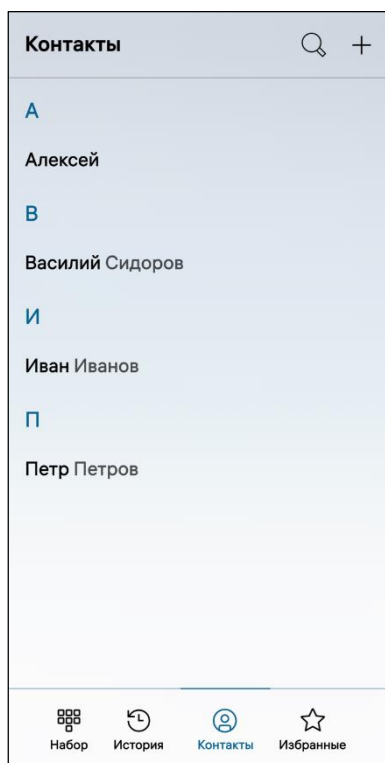 Контакты
А
Алексей
В
Василий Сидоров
И
Иван Иванов
П
Петр Петров
Набор История Контакты Избранные